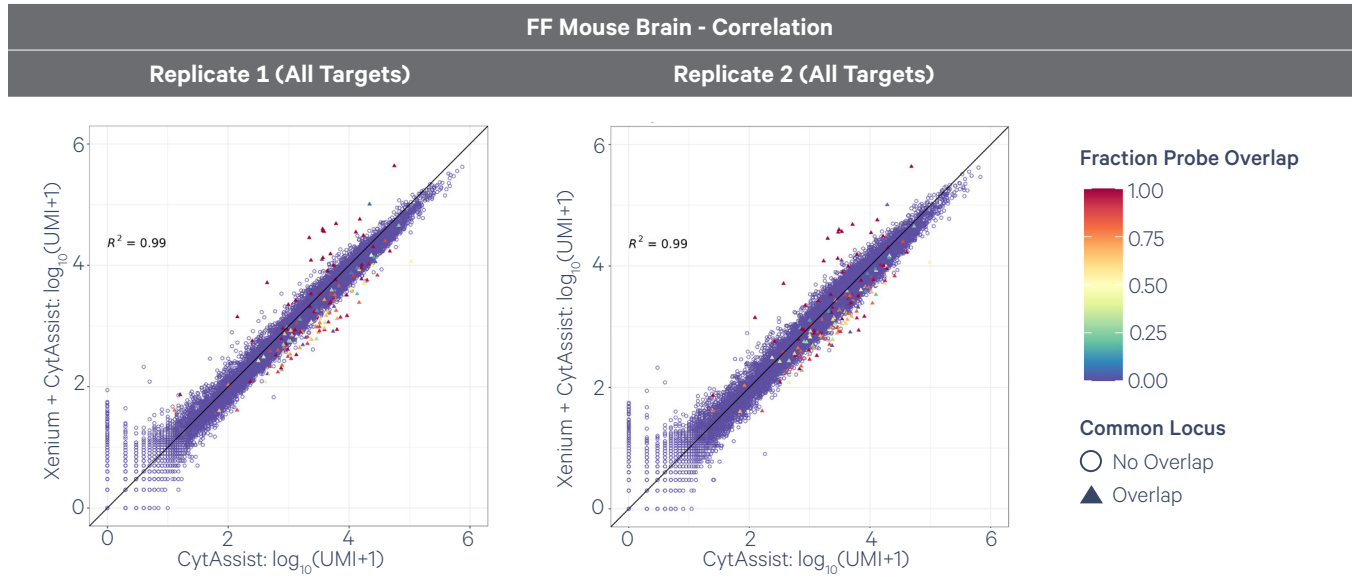 FF Mouse Brain - Correlation
Replicate 1 (All Targets)
Replicate 2 (All Targets)
Xenium + CytAssist: log10(UMI+1)
6
4
2
0
R² = 0.99
0
2
4
6
CytAssist: log10(UMI+1)
Xenium + CytAssist: log10(UMI+1)
6
4
2
0
R² = 0.99
0
2
4
6
CytAssist: log10(UMI+1)
Fraction Probe Overlap
1.00
0.75
0.50
0.25
0.00
Common Locus
No Overlap
Overlap